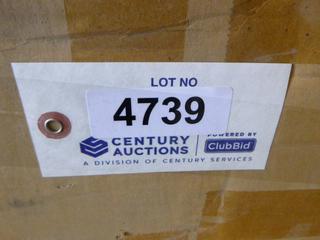 LOT NO
4739
CENTURY AUCTIONS
POWERED BY
ClubBid
A DIVISION OF CENTURY SERVICES